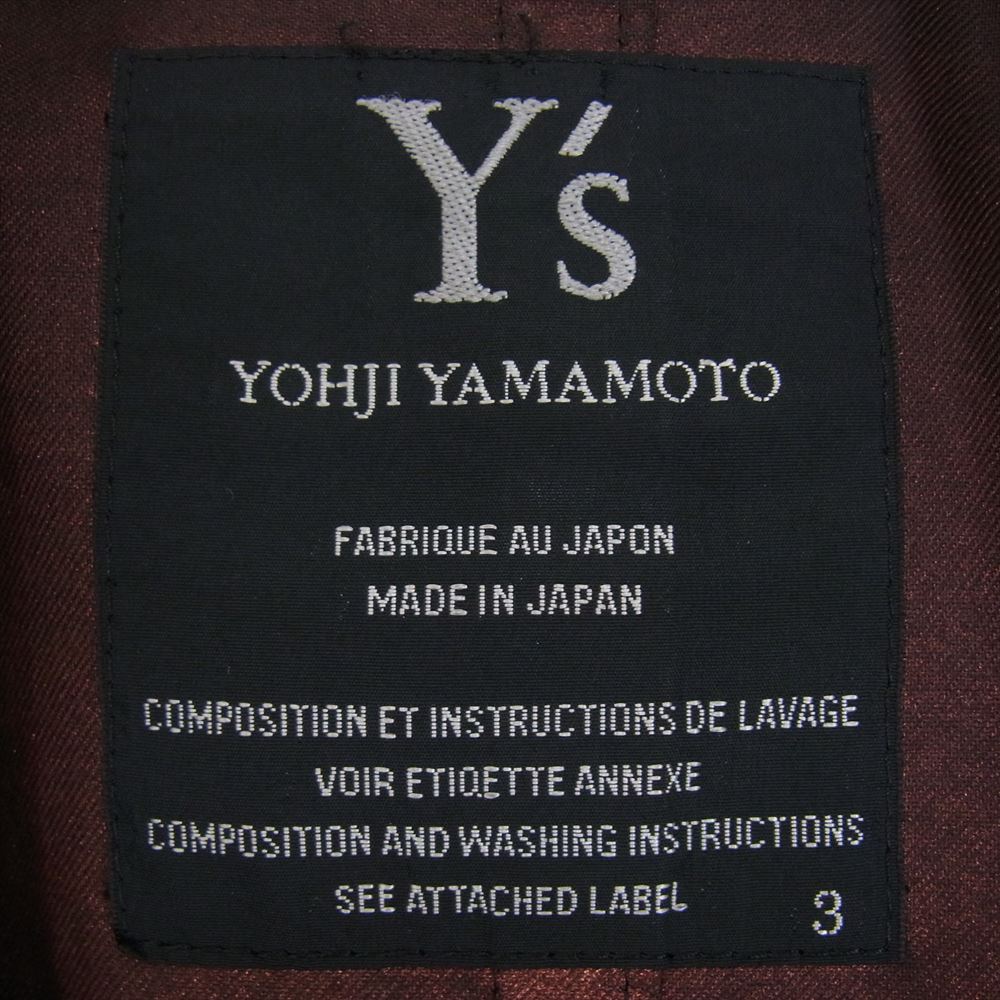 Y's
YOHJI YAMAMOTO
FABRIQUE AU JAPON
MADE IN JAPAN
COMPOSITION ET INSTRUCTIONS DE LAVAGE
VOIR ETIQETTE ANNEXE
COMPOSITION AND WASHING INSTRUCTIONS
SEE ATTACHED LABEL
3